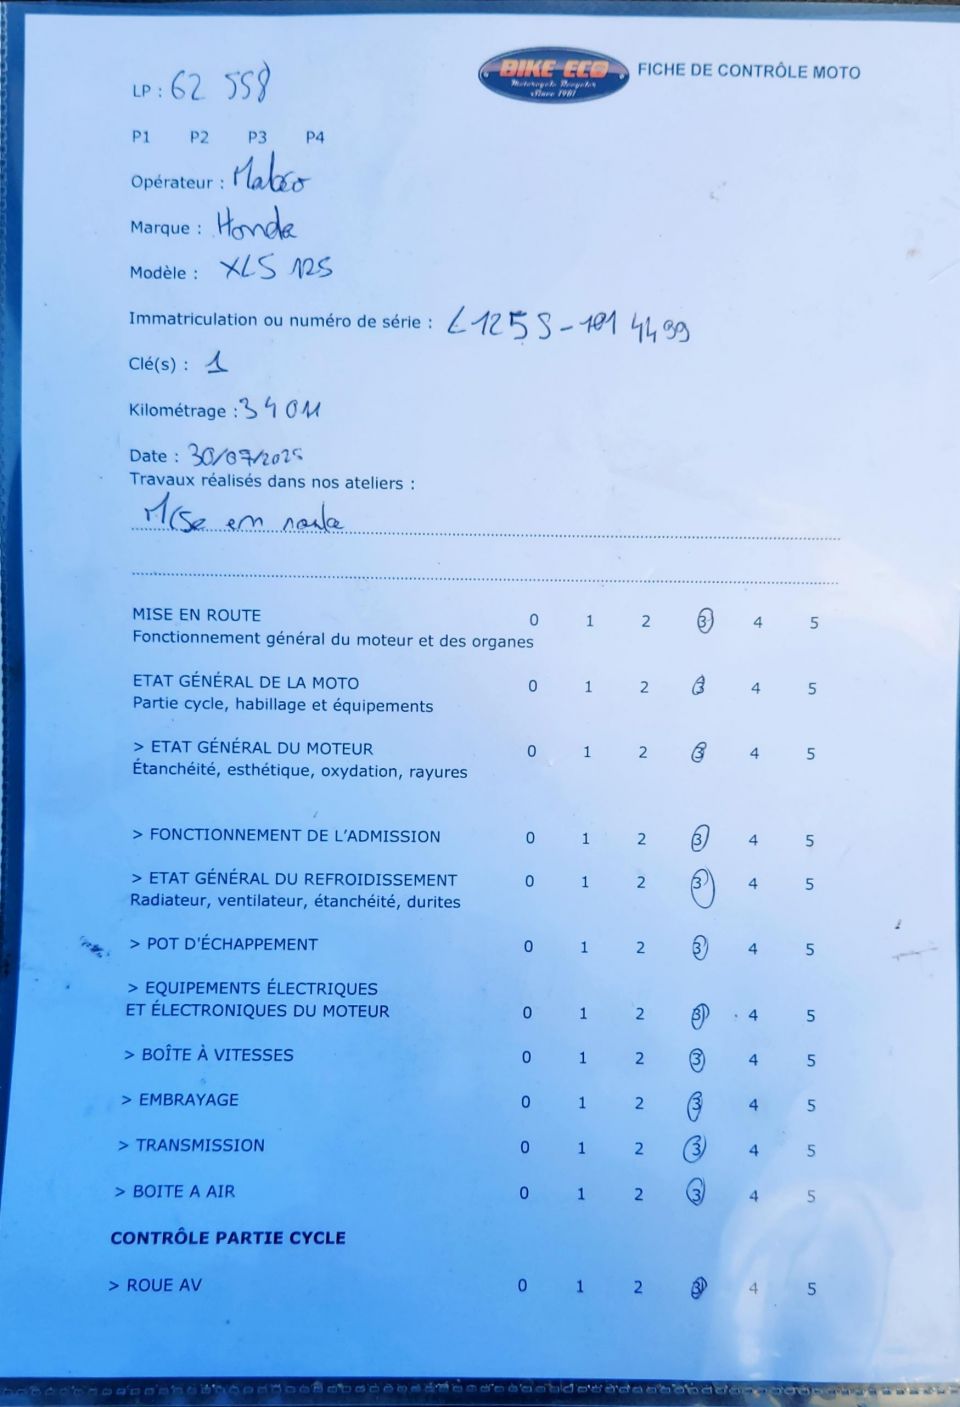 BIKE ECO
Motorcycle Recycler
Since 1981
FICHE DE CONTRÔLE MOTO
LP : 62 558
P1 P2 P3 P4
Opérateur :
Marque : Honda
Modèle : XLS 125
Immatriculation ou numéro de série : L125S-1014499
Clé(s) : 1
Kilométrage : 34011
Date : 30/07/2025
Travaux réalisés dans nos ateliers :
Mise en route
MISE EN ROUTE 0 1 2 3 4 5
Fonctionnement général du moteur et des organes
ETAT GÉNÉRAL DE LA MOTO 0 1 2 3 4 5
Partie cycle, habillage et équipements
> ETAT GÉNÉRAL DU MOTEUR 0 1 2 3 4 5
Étanchéité, esthétique, oxydation, rayures
> FONCTIONNEMENT DE L'ADMISSION 0 1 2 3 4 5
> ETAT GÉNÉRAL DU REFROIDISSEMENT 0 1 2 3 4 5
Radiateur, ventilateur, étanchéité, durites
> POT D'ÉCHAPPEMENT 0 1 2 3 4 5
> EQUIPEMENTS ÉLECTRIQUES
ET ÉLECTRONIQUES DU MOTEUR 0 1 2 3 4 5
> BOÎTE À VITESSES 0 1 2 3 4 5
> EMBRAYAGE 0 1 2 3 4 5
> TRANSMISSION 0 1 2 3 4 5
> BOITE A AIR 0 1 2 3 4 5
CONTRÔLE PARTIE CYCLE
> ROUE AV 0 1 2 3 4 5